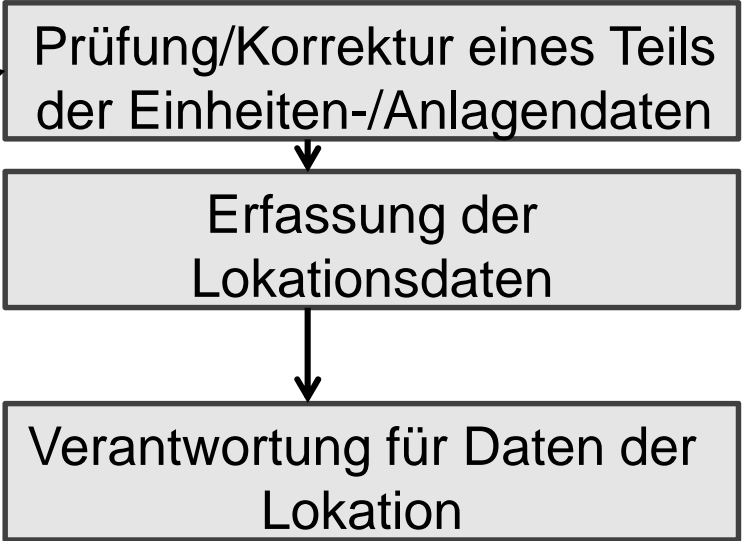 Prüfung/Korrektur eines Teils
der Einheiten-/Anlagendaten
Erfassung der
Lokationsdaten
Verantwortung für Daten der
Lokation